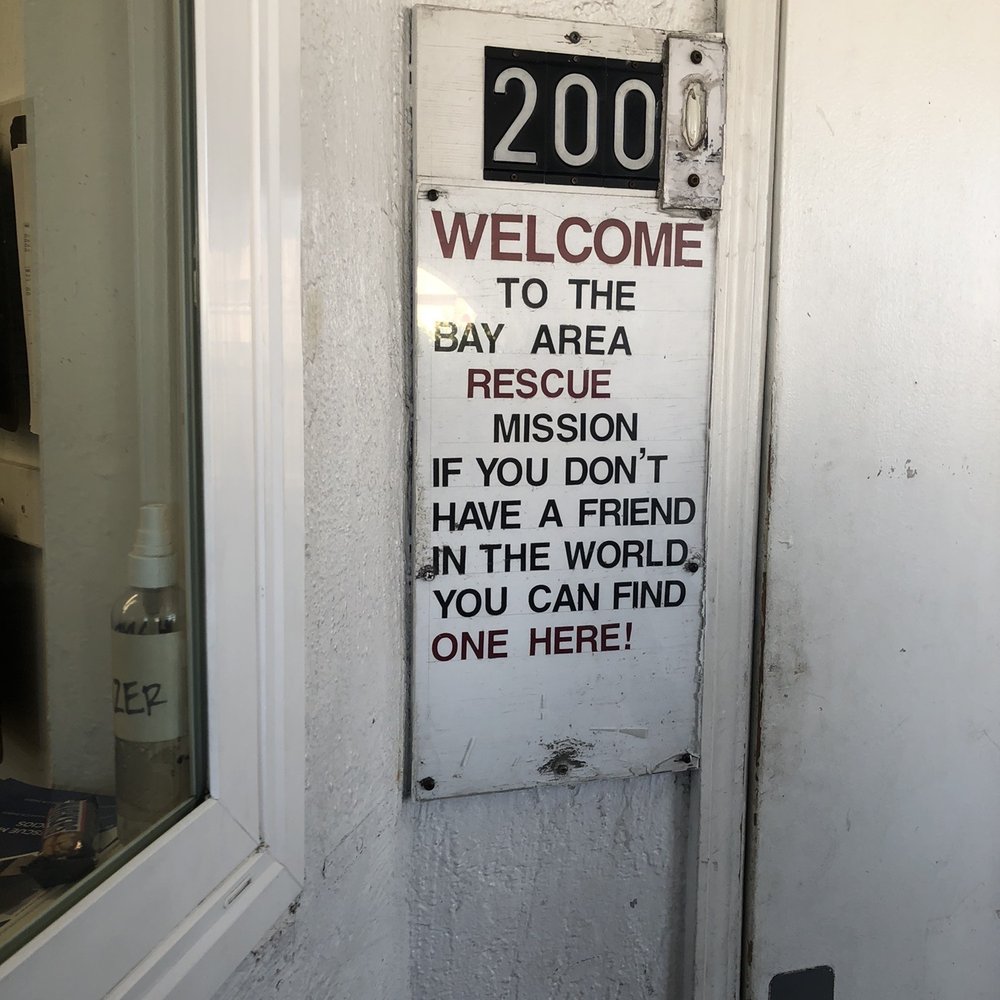 200
WELCOME
TO THE
BAY AREA
RESCUE
MISSION
IF YOU DON'T
HAVE A FRIEND
IN THE WORLD
YOU CAN FIND
ONE HERE!
ZER